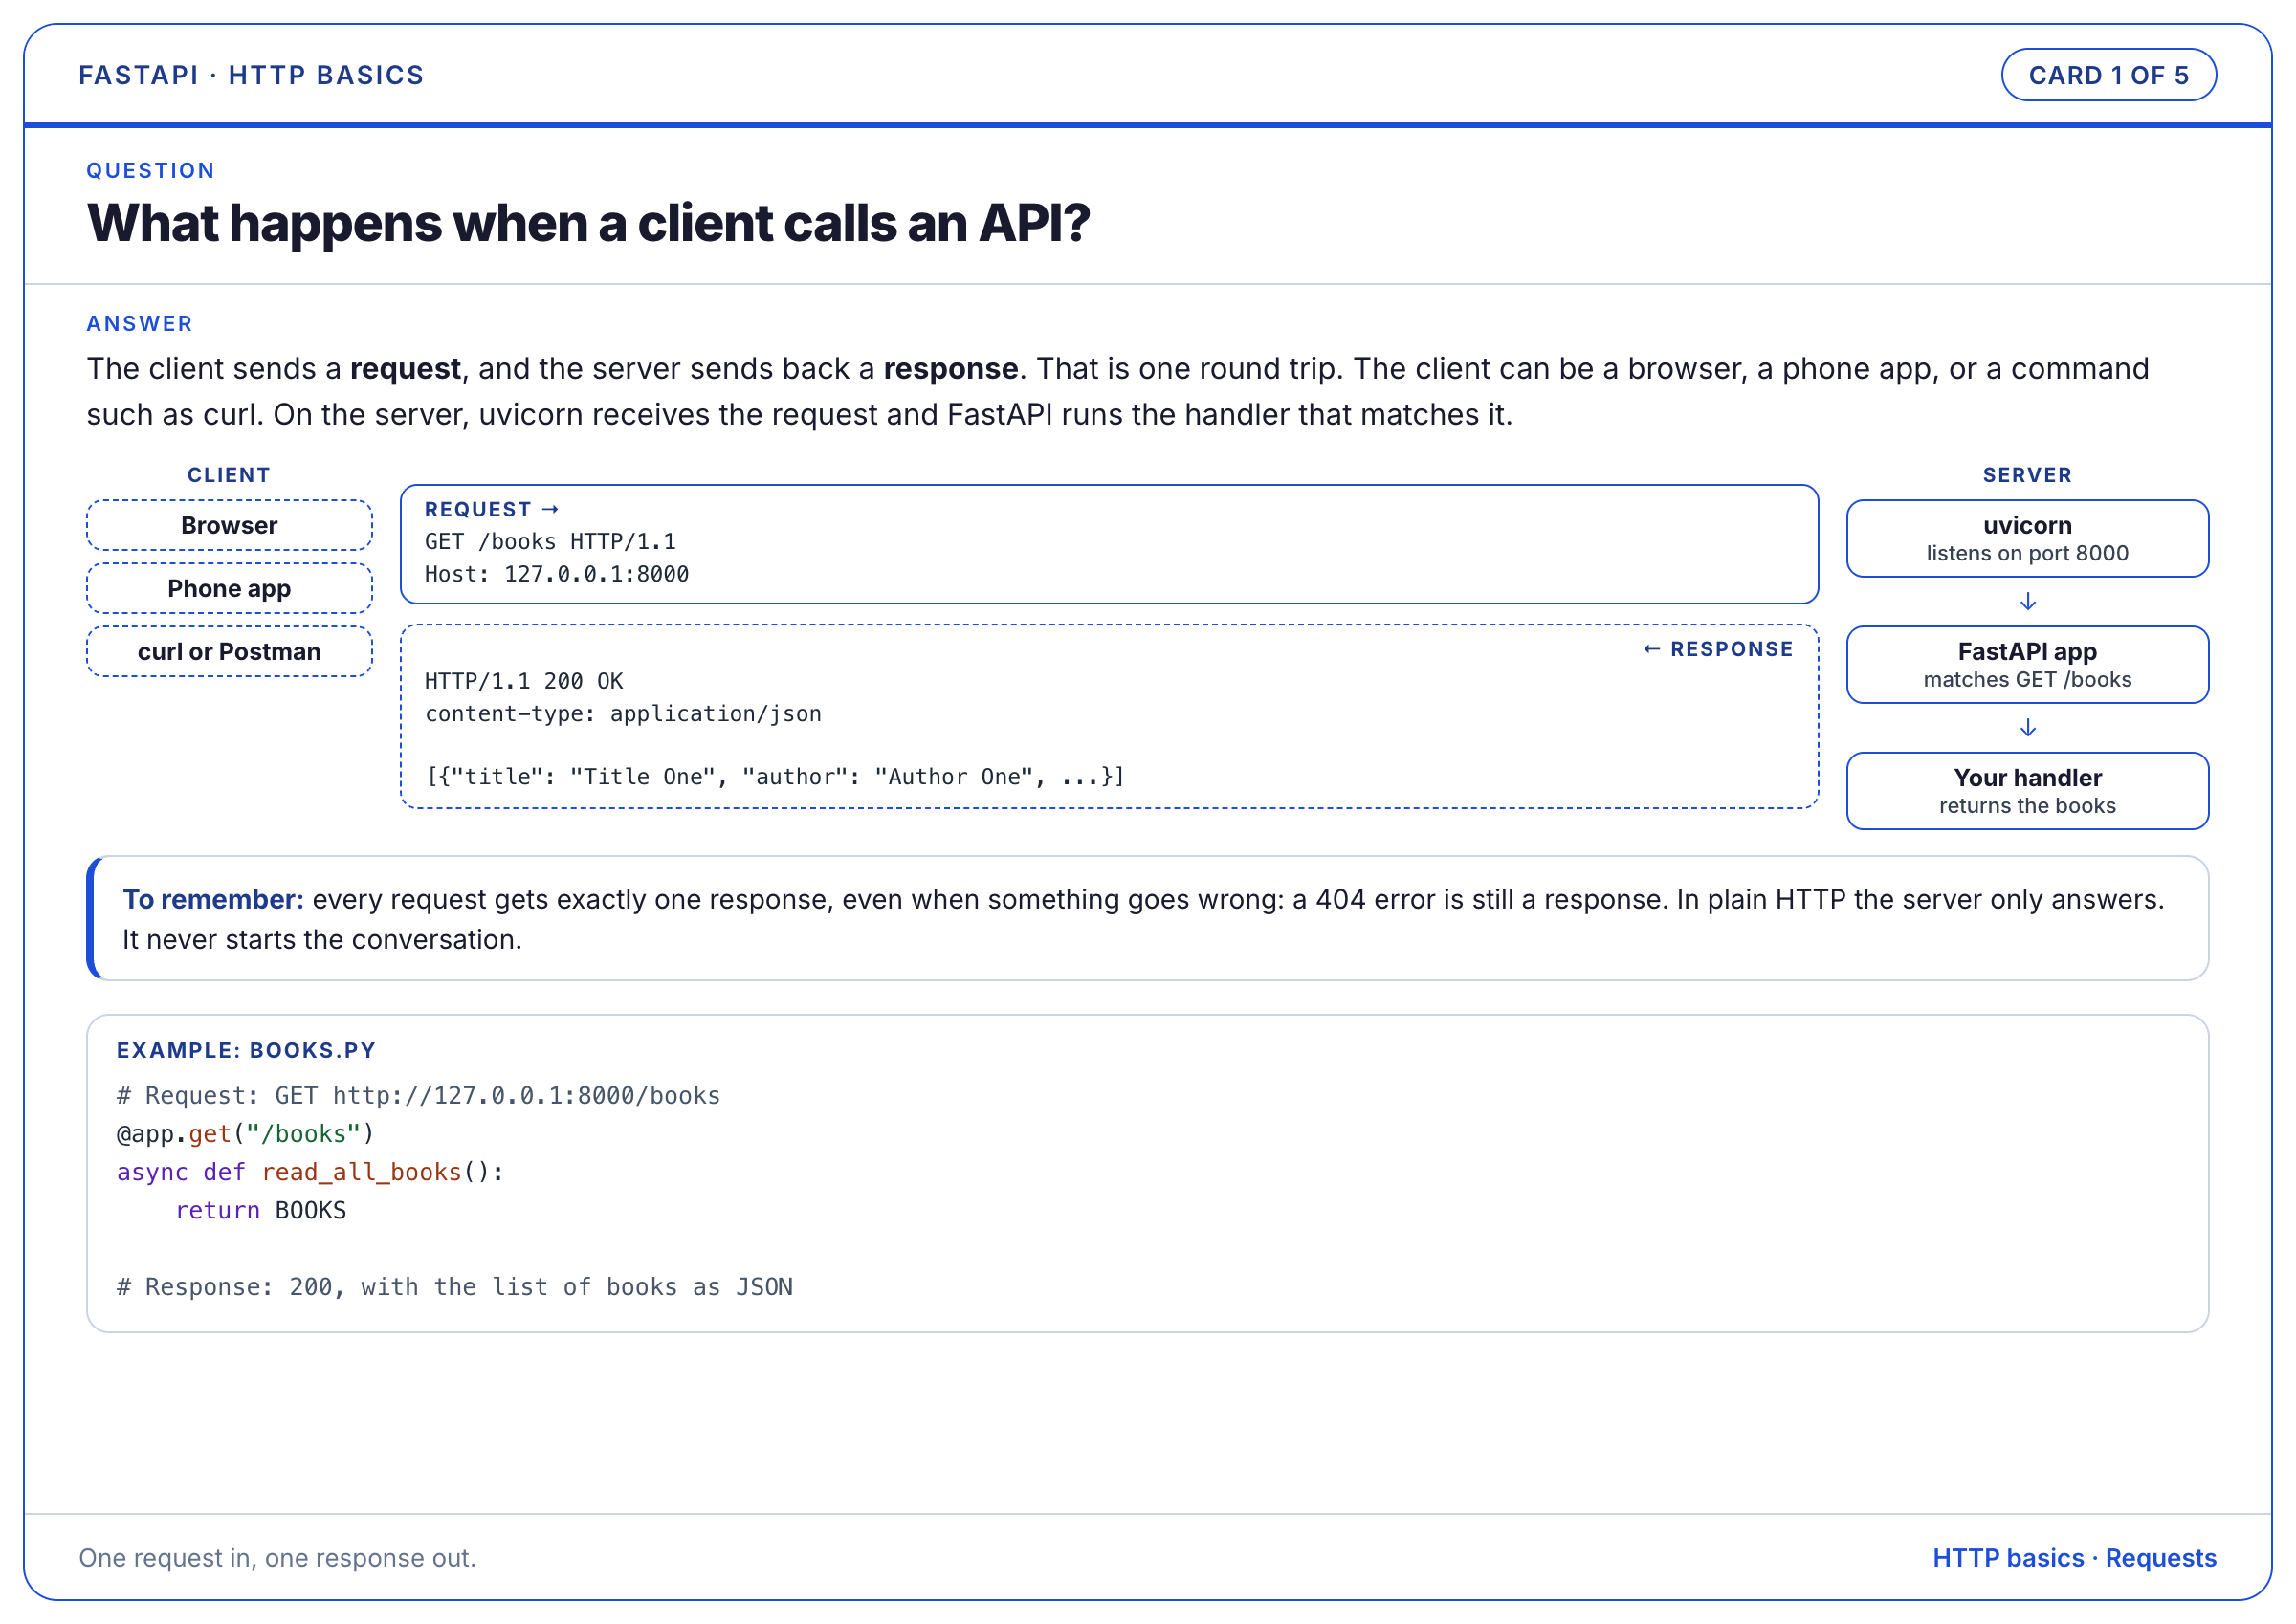 FASTAPI · HTTP BASICS
CARD 1 OF 5
QUESTION
What happens when a client calls an API?
ANSWER
The client sends a request, and the server sends back a response. That is one round trip. The client can be a browser, a phone app, or a command
such as curl. On the server, uvicorn receives the request and FastAPI runs the handler that matches it.
CLIENT
Browser
Phone app
curl or Postman
REQUEST →
GET /books HTTP/1.1
Host: 127.0.0.1:8000
← RESPONSE
HTTP/1.1 200 OK
content-type: application/json
[{"title": "Title One", "author": "Author One", ...}]
SERVER
uvicorn
listens on port 8000
↓
FastAPI app
matches GET /books
↓
Your handler
returns the books
To remember: every request gets exactly one response, even when something goes wrong: a 404 error is still a response. In plain HTTP the server only answers.
It never starts the conversation.
EXAMPLE: BOOKS.PY
# Request: GET http://127.0.0.1:8000/books
@app.get("/books")
async def read_all_books():
    return BOOKS
# Response: 200, with the list of books as JSON
One request in, one response out.
HTTP basics · Requests